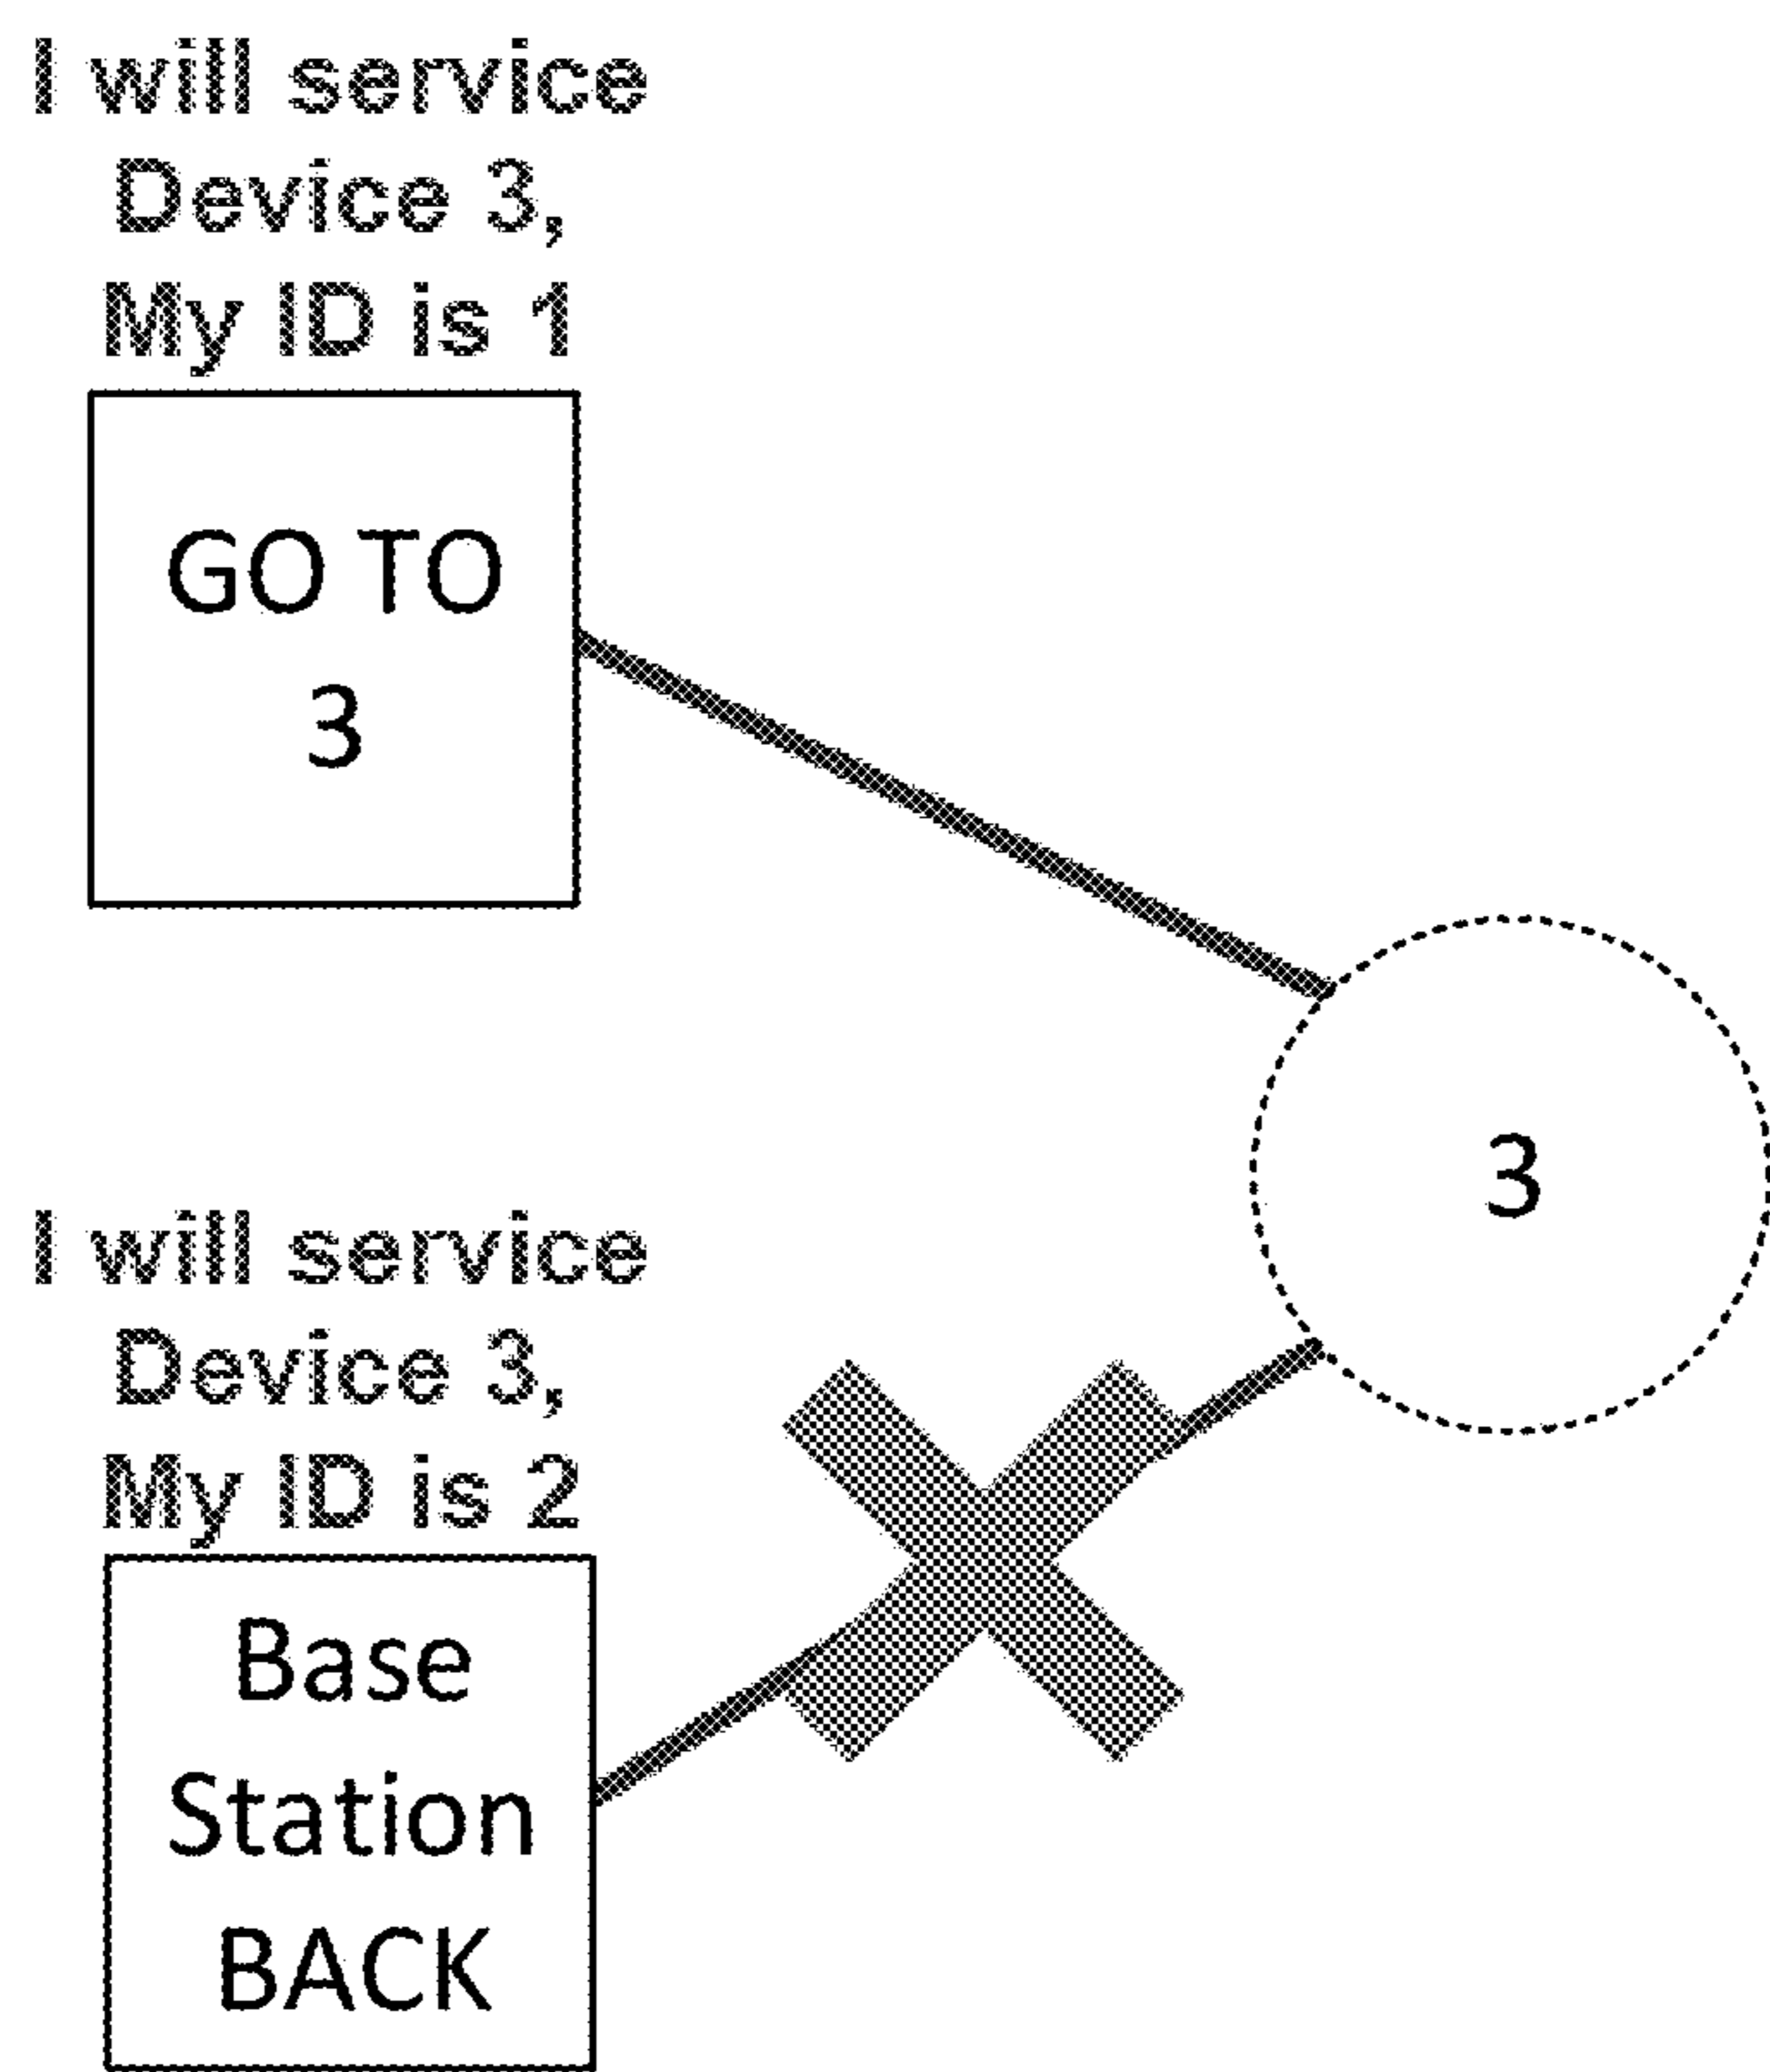 I will service
Device 3,
My ID is 1
GO TO
3
3
I will service
Device 3,
My ID is 2
Base
Station
BACK